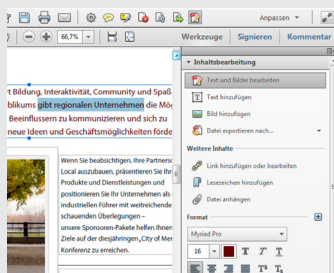 Anpassen
66,7%
Werkzeuge Signieren Kommentar
t Bildung, Interaktivität, Community und Spaß
blikums gibt regionalen Unternehmen die Mög
Beeinflussern zu kommunizieren und sich zu
neue Ideen und Geschäftsmöglichkeiten förde
Wenn Sie beabsichtigen, Ihre Partnersc
Local auszubauen, präsentieren Sie Ihr
Produkte und Dienstleistungen und
positionieren Sie Ihr Unternehmen als
industriellen Führer mit weitreichende
schauenden Überlegungen –
unsere Sponsoren-Pakete helfen Ihnen
Ziele auf der diesjähringen „City of Mer
Konferenz zu erreichen.
Inhaltsbearbeitung
Text und Bilder bearbeiten
Text hinzufügen
Bild hinzufügen
Datei exportieren nach...
Weitere Inhalte
Link hinzufügen oder bearbeiten
Lesezeichen hinzufügen
Datei anhängen
Format
Myriad Pro
16 T T T
T¹ T₁